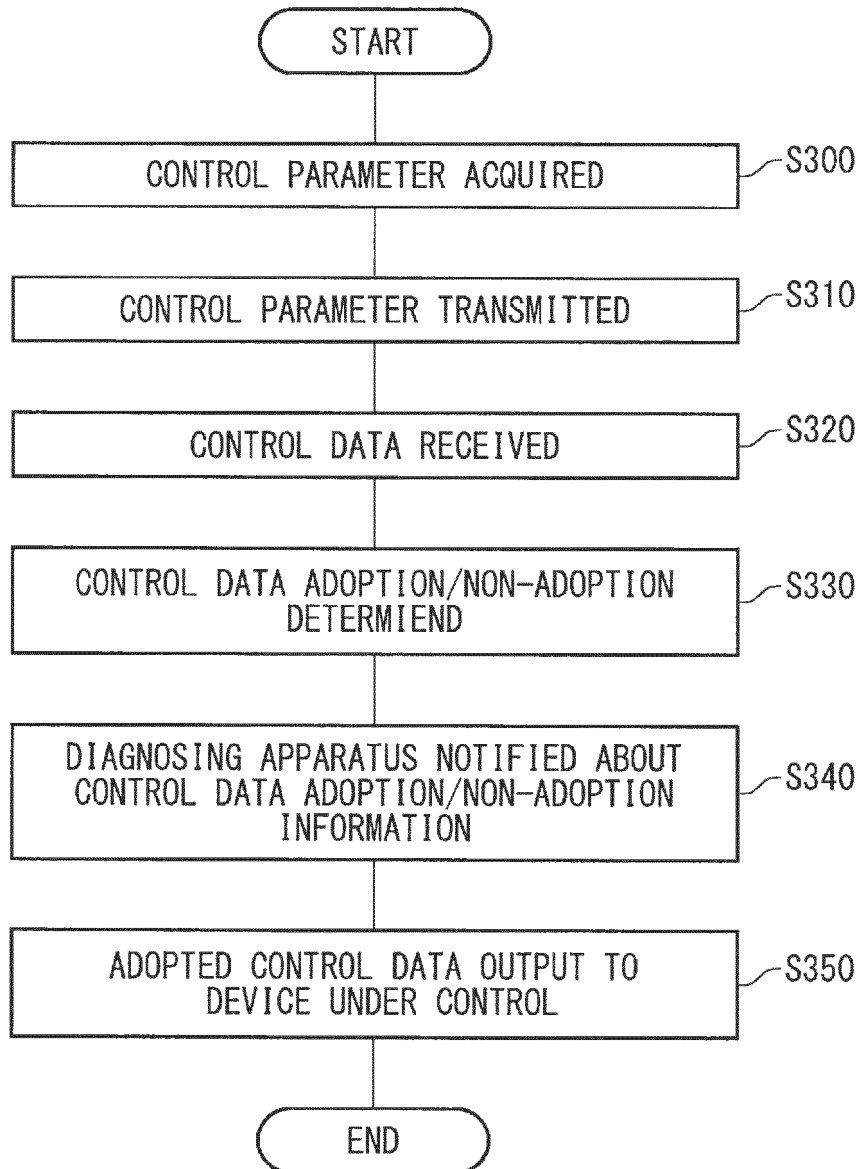 START
CONTROL PARAMETER ACQUIRED
S300
CONTROL PARAMETER TRANSMITTED
S310
CONTROL DATA RECEIVED
S320
CONTROL DATA ADOPTION/NON-ADOPTION
DETERMIEND
S330
DIAGNOSING APPARATUS NOTIFIED ABOUT
CONTROL DATA ADOPTION/NON-ADOPTION
INFORMATION
S340
ADOPTED CONTROL DATA OUTPUT TO
DEVICE UNDER CONTROL
S350
END